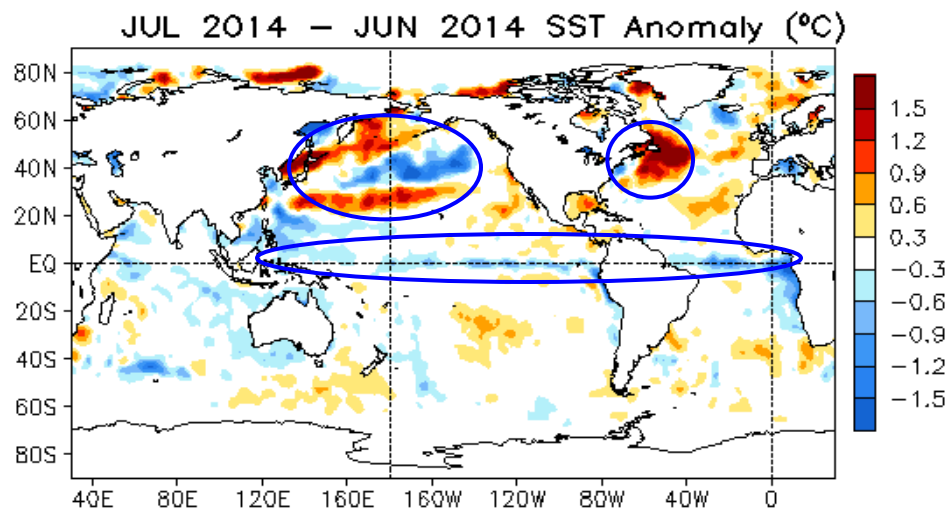 JUL 2014 – JUN 2014 SST Anomaly (°C)
80N
60N
40N
20N
EQ
20S
40S
60S
80S
40E 80E 120E 160E 160W 120W 80W 40W 0
1.5
1.2
0.9
0.6
0.3
-0.3
-0.6
-0.9
-1.2
-1.5